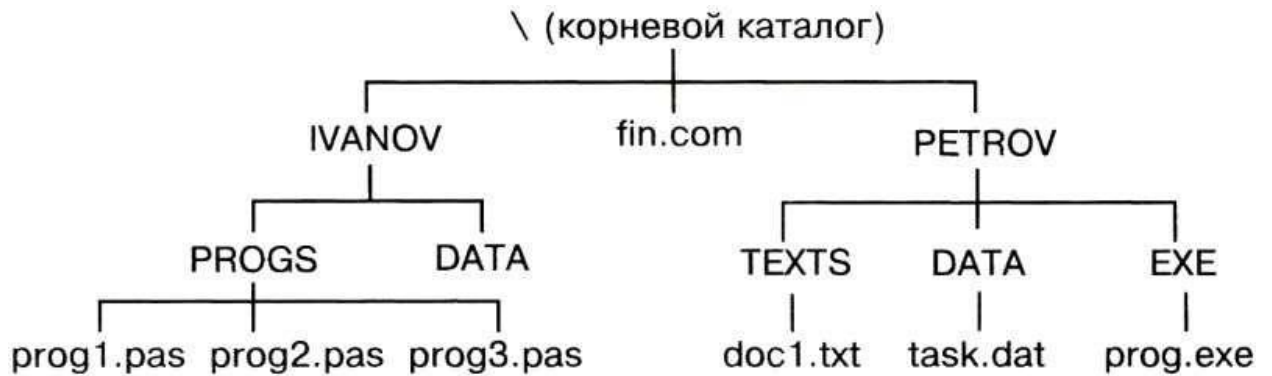 \ (корневой каталог)
IVANOV fin.com PETROV
PROGS DATA TEXTS DATA EXE
prog1.pas prog2.pas prog3.pas doc1.txt task.dat prog.exe